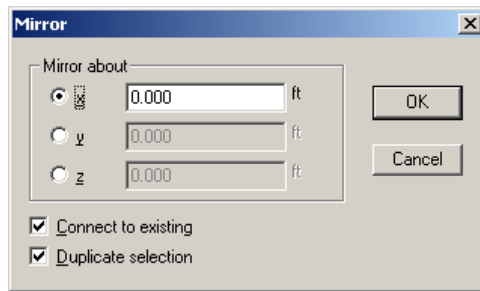 Mirror
Mirror about
x 0.000 ft
y 0.000 ft
z 0.000 ft
OK
Cancel
Connect to existing
Duplicate selection